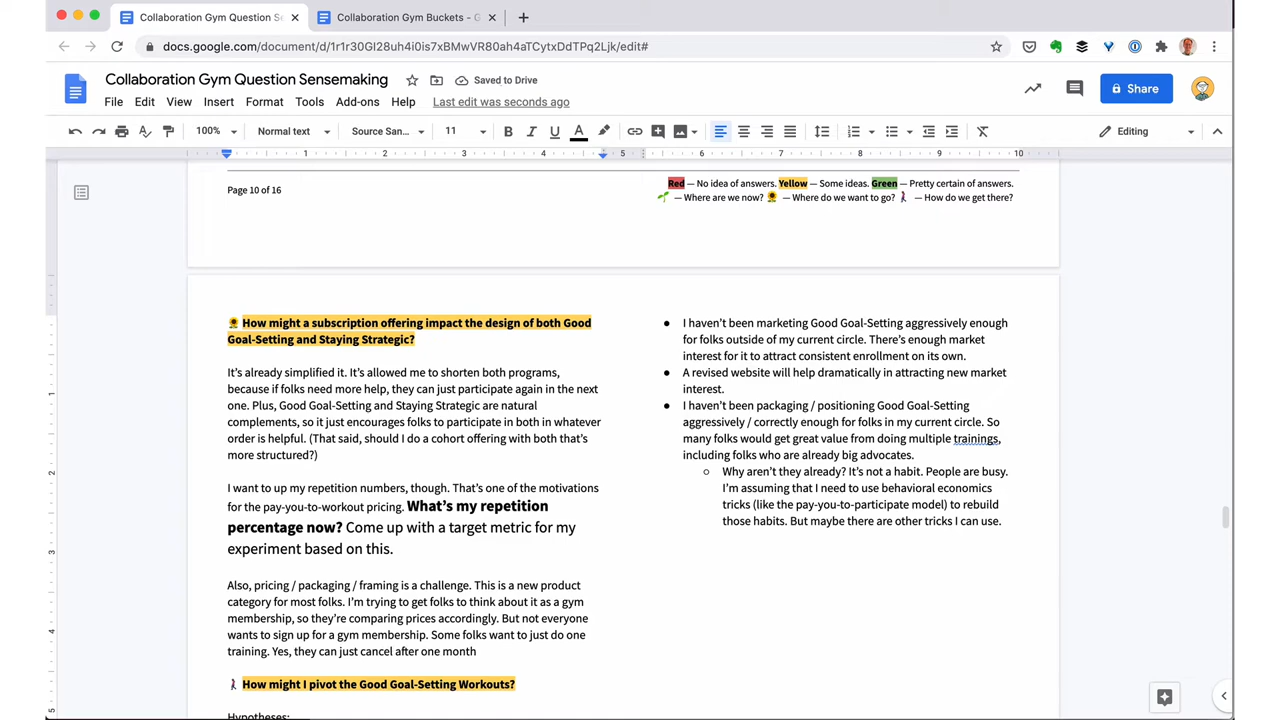 Collaboration Gym Question S
Collaboration Gym Buckets - G
docs.google.com/document/d/1r1r30GI28uh4i0is7xBMwVR80ah4aTCytxDdTPq2Ljk/edit#
Collaboration Gym Question Sensemaking
Saved to Drive
File Edit View Insert Format Tools Add-ons Help Last edit was seconds ago
Share
100% Normal text Source San... 11 B I U A Editing
1 2 3 4 5 6 7 8 9 10
Page 10 of 16
Red — No idea of answers. Yellow — Some ideas. Green — Pretty certain of answers.
— Where are we now? — Where do we want to go? — How do we get there?
How might a subscription offering impact the design of both Good
Goal-Setting and Staying Strategic?
It's already simplified it. It's allowed me to shorten both programs,
because if folks need more help, they can just participate again in the next
one. Plus, Good Goal-Setting and Staying Strategic are natural
complements, so it just encourages folks to participate in both in whatever
order is helpful. (That said, should I do a cohort offering with both that's
more structured?)
I want to up my repetition numbers, though. That's one of the motivations
for the pay-you-to-workout pricing. What's my repetition
percentage now? Come up with a target metric for my
experiment based on this.
Also, pricing / packaging / framing is a challenge. This is a new product
category for most folks. I'm trying to get folks to think about it as a gym
membership, so they're comparing prices accordingly. But not everyone
wants to sign up for a gym membership. Some folks want to just do one
training. Yes, they can just cancel after one month
How might I pivot the Good Goal-Setting Workouts?
Hypotheses:
● I haven't been marketing Good Goal-Setting aggressively enough
for folks outside of my current circle. There's enough market
interest for it to attract consistent enrollment on its own.
● A revised website will help dramatically in attracting new market
interest.
● I haven't been packaging / positioning Good Goal-Setting
aggressively / correctly enough for folks in my current circle. So
many folks would get great value from doing multiple trainings,
including folks who are already big advocates.
○ Why aren't they already? It's not a habit. People are busy.
I'm assuming that I need to use behavioral economics
tricks (like the pay-you-to-participate model) to rebuild
those habits. But maybe there are other tricks I can use.
1
2
3
4
5